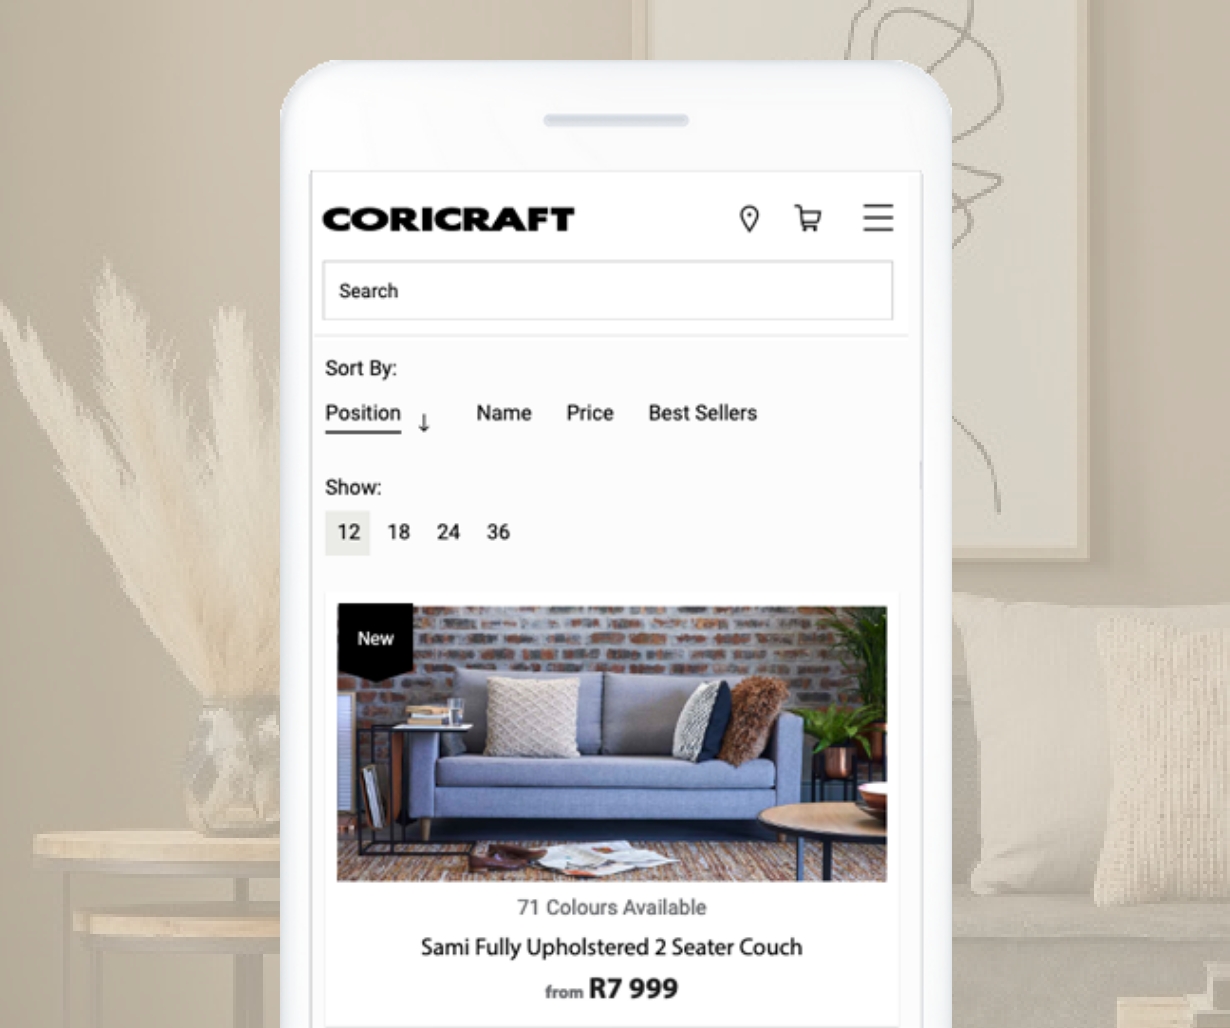 CORICRAFT
Search
Sort By:
Position ↓ Name Price Best Sellers
Show:
12 18 24 36
New
71 Colours Available
Sami Fully Upholstered 2 Seater Couch
from R7 999